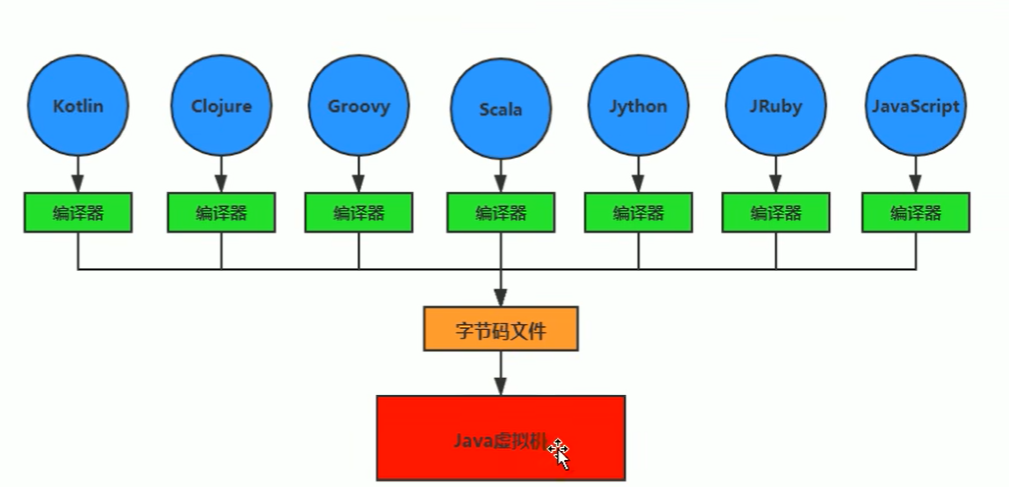 Kotlin
Clojure
Groovy
Scala
Jython
JRuby
JavaScript
编译器
编译器
编译器
编译器
编译器
编译器
编译器
字节码文件
Java虚拟机